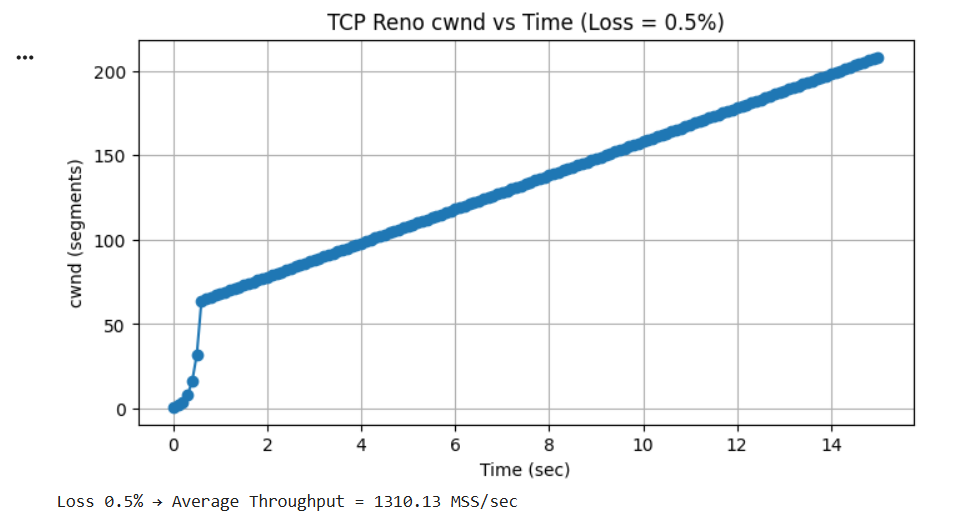 TCP Reno cwnd vs Time (Loss = 0.5%)
...
200
150
100
50
0
cwnd (segments)
0 2 4 6 8 10 12 14
Time (sec)
Loss 0.5% → Average Throughput = 1310.13 MSS/sec